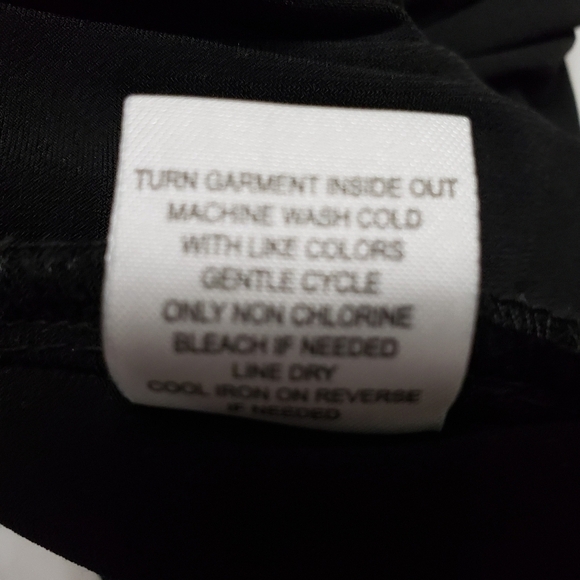 TURN GARMENT INSIDE OUT
MACHINE WASH COLD
WITH LIKE COLORS
GENTLE CYCLE
ONLY NON CHLORINE
BLEACH IF NEEDED
LINE DRY
COOL IRON ON REVERSE
IF NEEDED